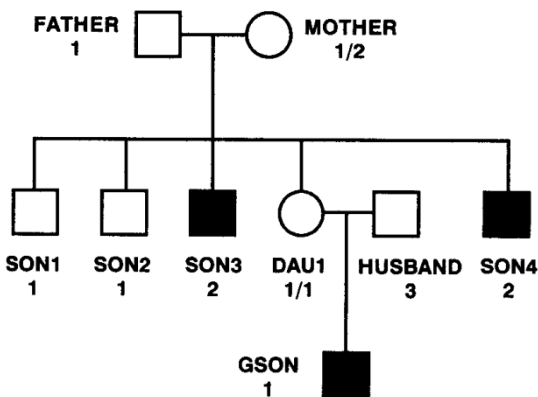 FATHER
1
MOTHER
1/2
SON1
1
SON2
1
SON3
2
DAU1
1/1
HUSBAND
3
SON4
2
GSON
1